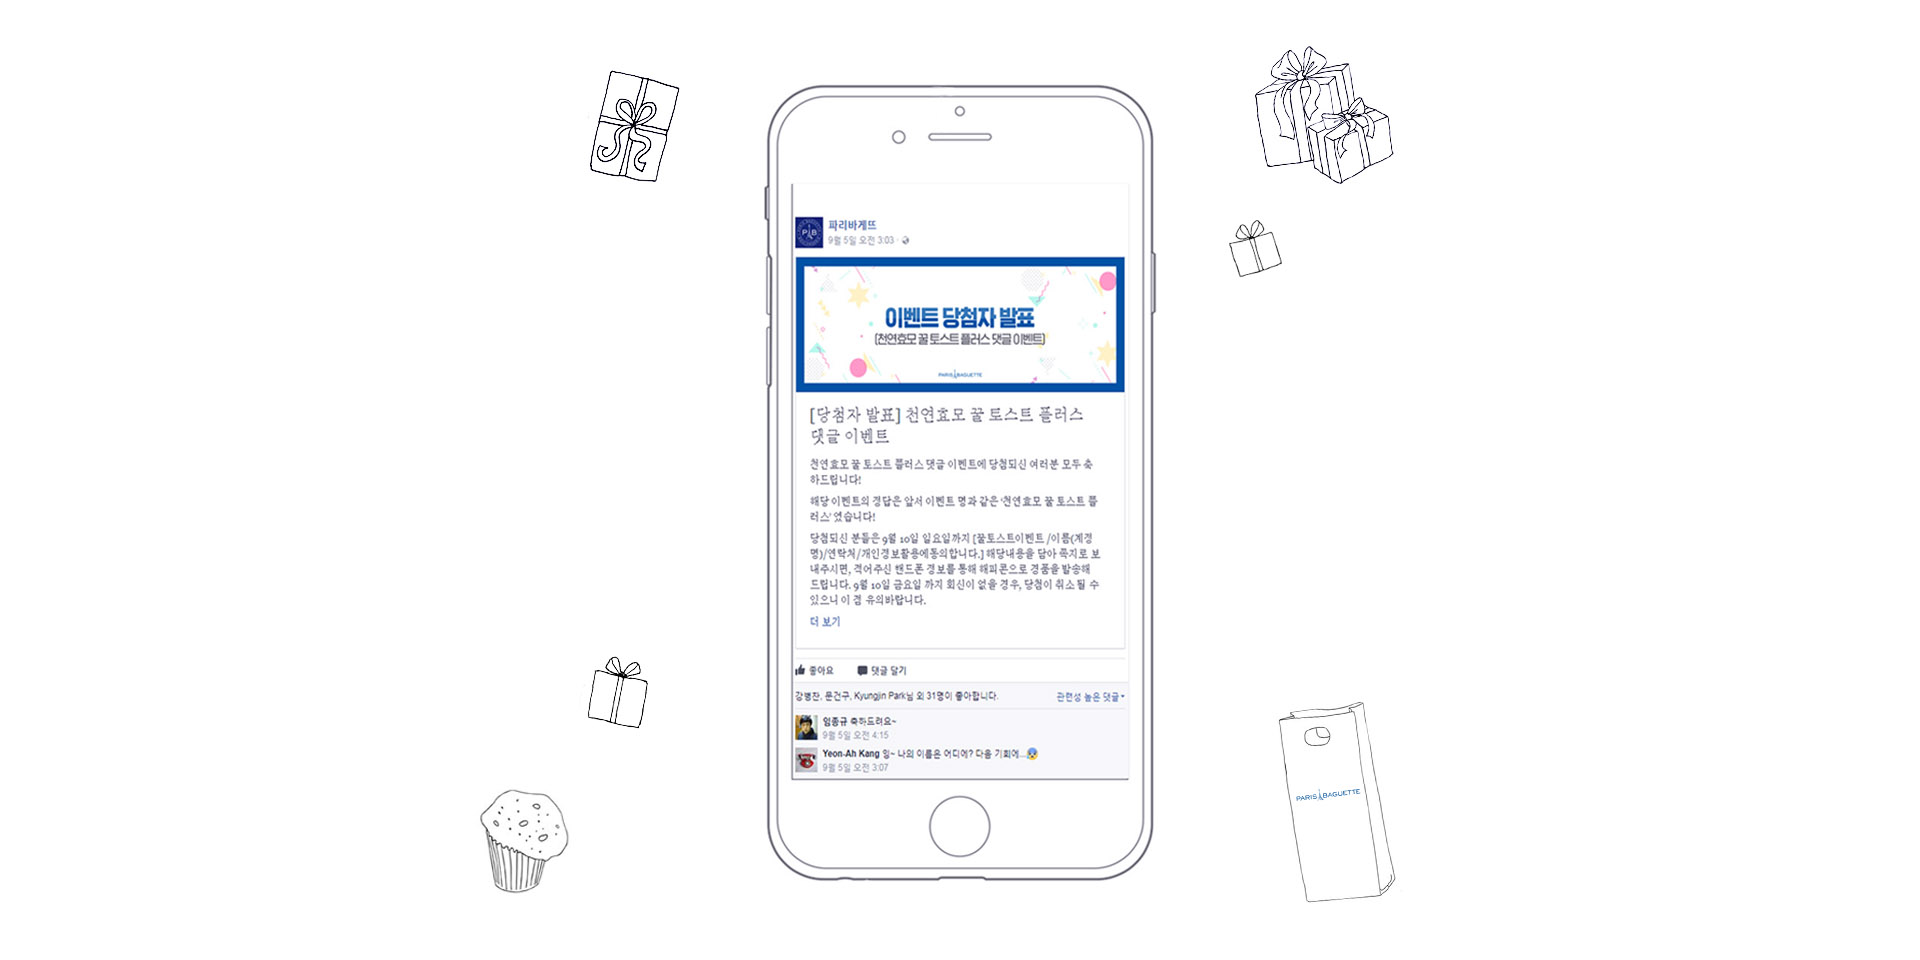 파리바게뜨
9월 5일 오전 3:03
이벤트 당첨자 발표
[천연효모 꿀 토스트 플러스 댓글 이벤트]
PARIS BAGUETTE
[당첨자 발표] 천연효모 꿀 토스트 플러스
댓글 이벤트
천연효모 꿀 토스트 플러스 댓글 이벤트에 당첨되신 여러분 모두 축
하드립니다!
해당 이벤트의 정답은 앞서 이벤트 명과 같은 '천연효모 꿀 토스트 플
러스' 였습니다!
당첨되신 분들은 9월 10일 일요일까지 [꿀토스트이벤트 /이름(계정
명)/연락처/개인정보활용에동의합니다.] 해당내용을 담아 쪽지로 보
내주시면, 적어주신 핸드폰 정보를 통해 해피콘으로 경품을 발송해
드립니다. 9월 10일 금요일 까지 회신이 없을 경우, 당첨이 취소 될 수
있으니 이 점 유의바랍니다.
더 보기
좋아요 댓글 달기
강병찬, 문건구, Kyungjin Park님 외 31명이 좋아합니다. 관련성 높은 댓글
임종규 축하드려요~
9월 5일 오전 4:15
Yeon-Ah Kang 잉~ 나의 이름은 어디에? 다음 기회에...
9월 5일 오전 3:07
PARIS BAGUETTE